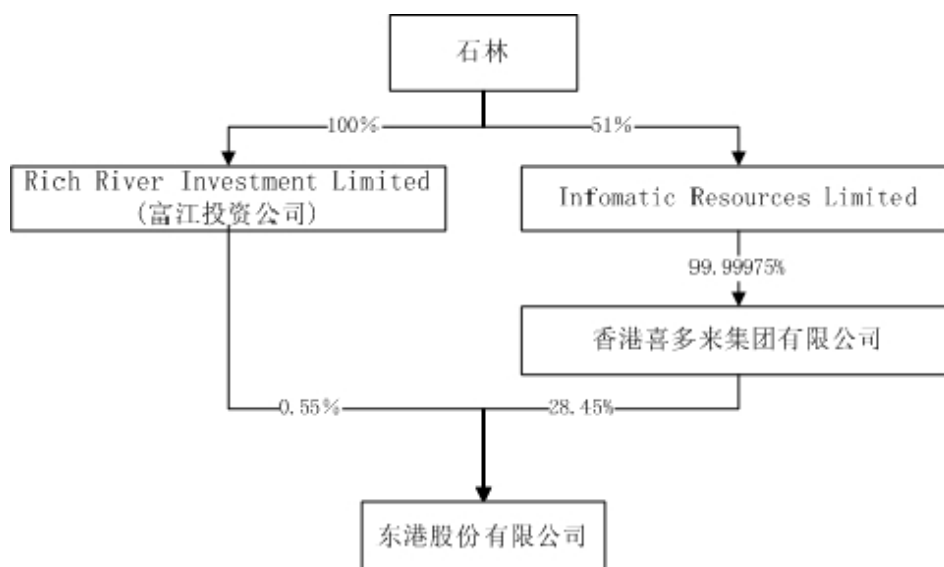 石林
100%
51%
Rich River Investment Limited
(富江投资公司)
Infomatic Resources Limited
99.99975%
香港喜多来集团有限公司
0.55%
28.45%
东港股份有限公司